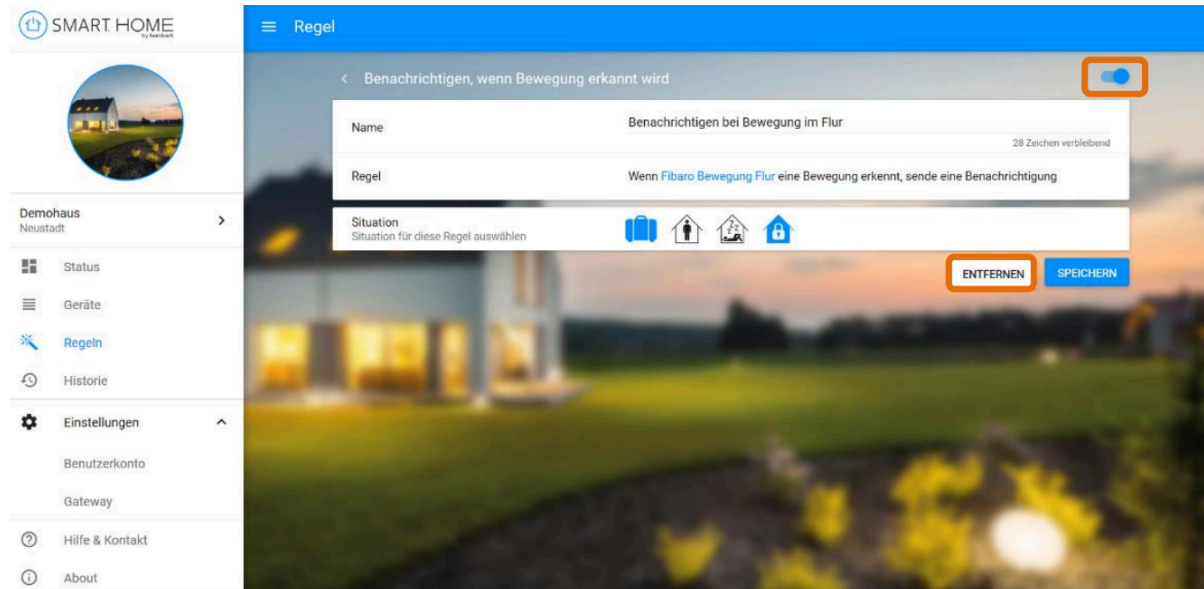 SMART HOME
by hornbach
Regel
Benachrichtigen, wenn Bewegung erkannt wird
Name
Benachrichtigen bei Bewegung im Flur
28 Zeichen verbleibend
Regel
Wenn Fibaro Bewegung Flur eine Bewegung erkennt, sende eine Benachrichtigung
Situation
Situation für diese Regel auswählen
zzz
ENTFERNEN
SPEICHERN
Demohaus
Neustadt
Status
Geräte
Regeln
Historie
Einstellungen
Benutzerkonto
Gateway
Hilfe & Kontakt
About